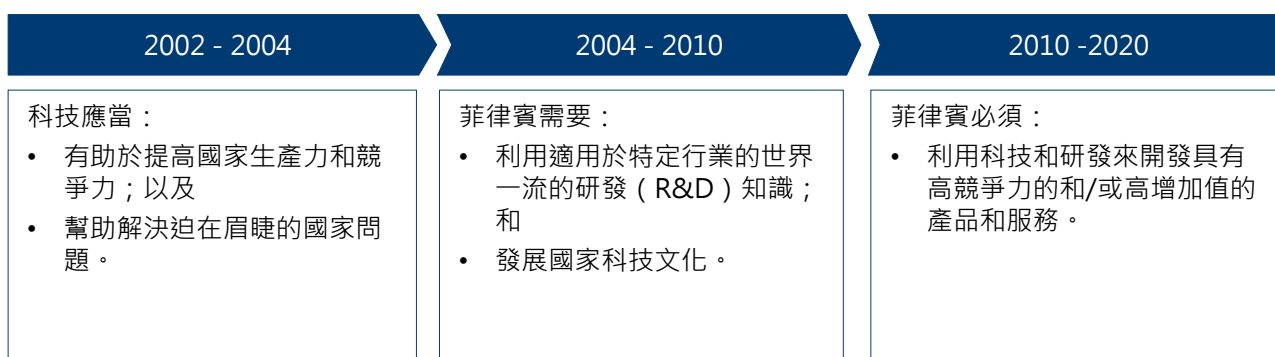 2002 - 2004
2004 - 2010
2010 -2020
科技應當：
• 有助於提高國家生產力和競
爭力；以及
• 幫助解決迫在眉睫的國家問
題。
菲律賓需要：
• 利用適用於特定行業的世界
一流的研發（R&D）知識；
和
• 發展國家科技文化。
菲律賓必須：
• 利用科技和研發來開發具有
高競爭力的和/或高增加值的
產品和服務。